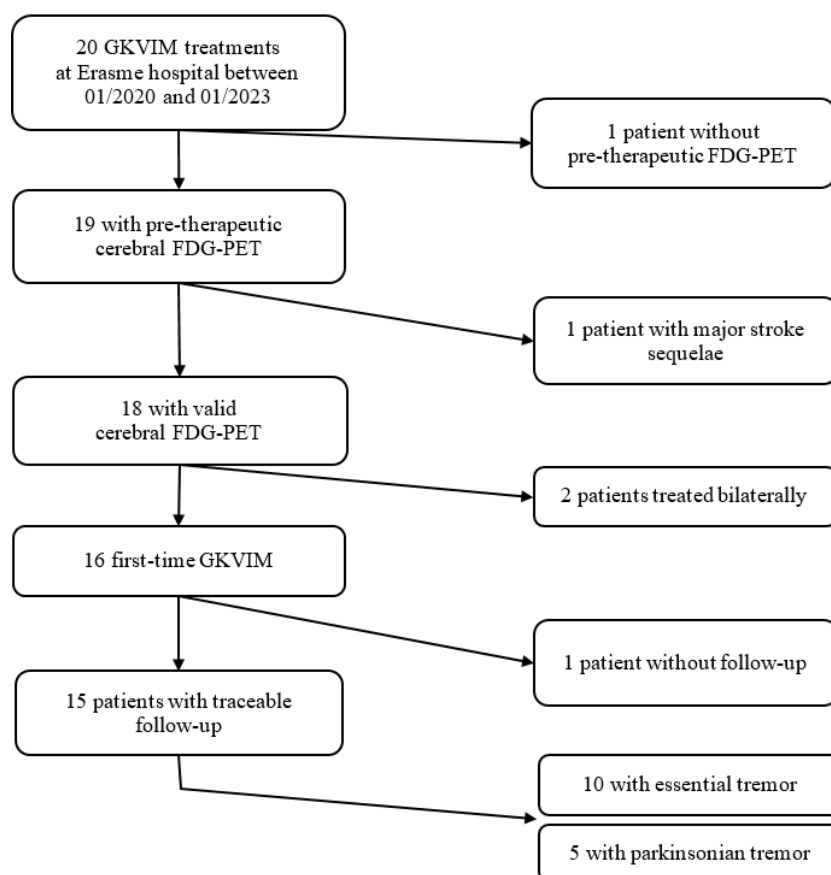 20 GKVIM treatments
at Erasme hospital between
01/2020 and 01/2023
1 patient without
pre-therapeutic FDG-PET
19 with pre-therapeutic
cerebral FDG-PET
1 patient with major stroke
sequelae
18 with valid
cerebral FDG-PET
2 patients treated bilaterally
16 first-time GKVIM
1 patient without follow-up
15 patients with traceable
follow-up
10 with essential tremor
5 with parkinsonian tremor